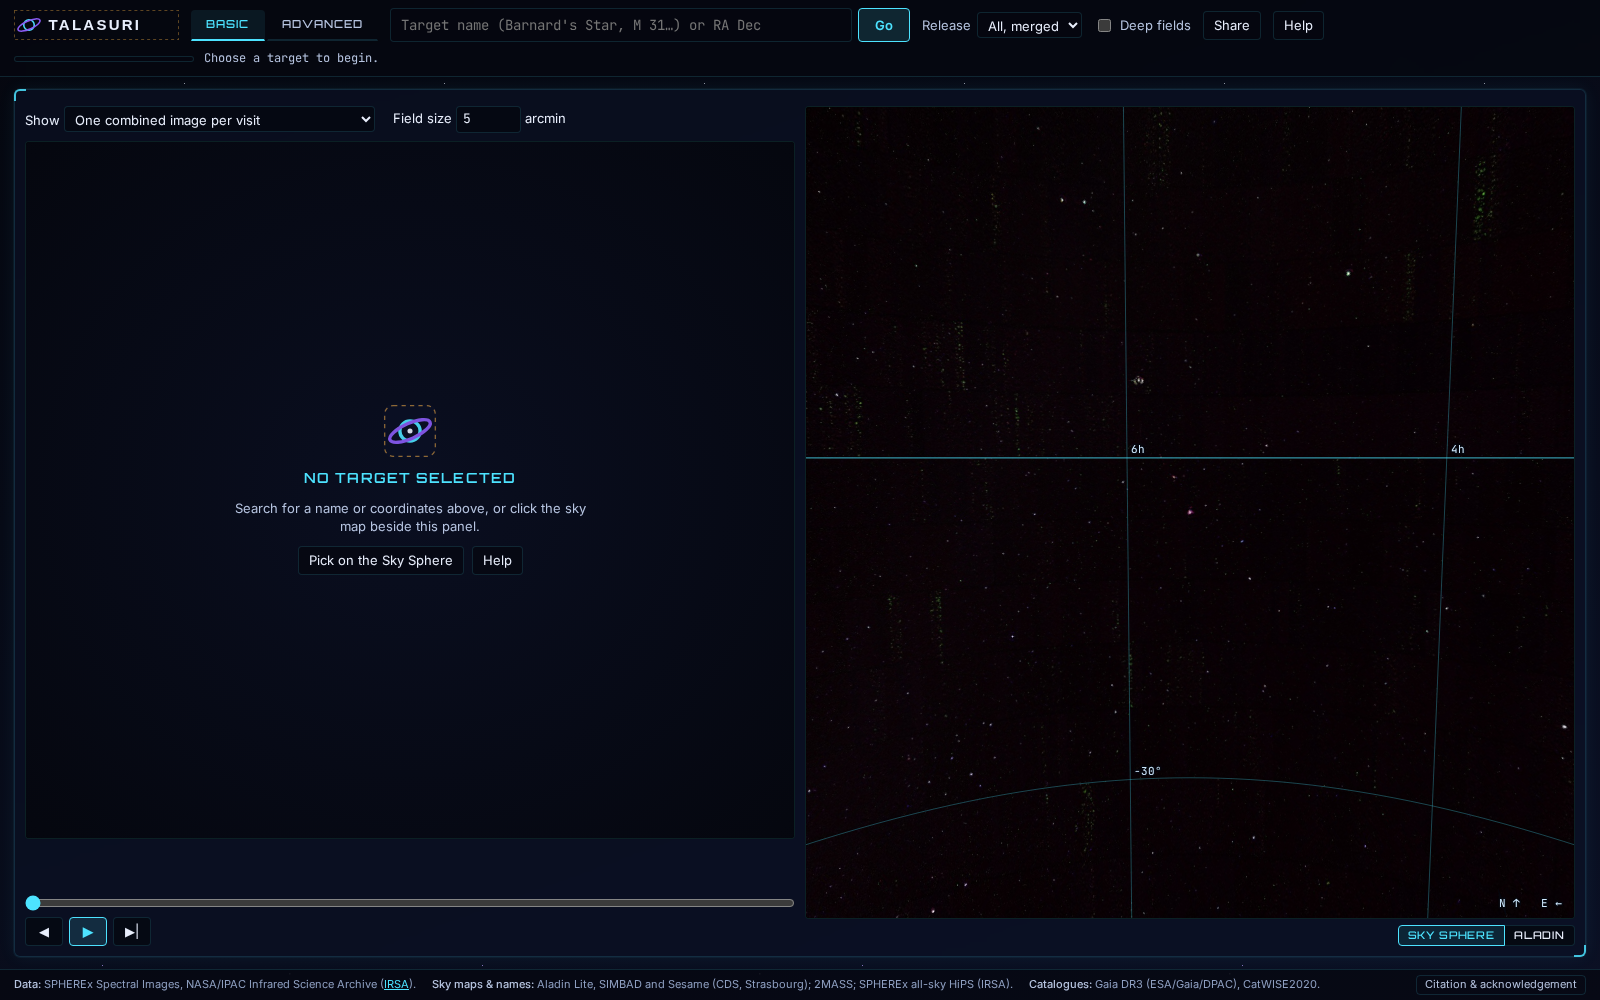 TALASURI
BASIC
ADVANCED
Target name (Barnard's Star, M 31…) or RA Dec
Go
Release
All, merged
Deep fields
Share
Help
Choose a target to begin.
Show
One combined image per visit
Field size
5
arcmin
NO TARGET SELECTED
Search for a name or coordinates above, or click the sky
map beside this panel.
Pick on the Sky Sphere
Help
6h
4h
-30°
N ↑ E ←
SKY SPHERE
ALADIN
Data: SPHEREx Spectral Images, NASA/IPAC Infrared Science Archive (IRSA).
Sky maps & names: Aladin Lite, SIMBAD and Sesame (CDS, Strasbourg); 2MASS; SPHEREx all-sky HiPS (IRSA).
Catalogues: Gaia DR3 (ESA/Gaia/DPAC), CatWISE2020.
Citation & acknowledgement